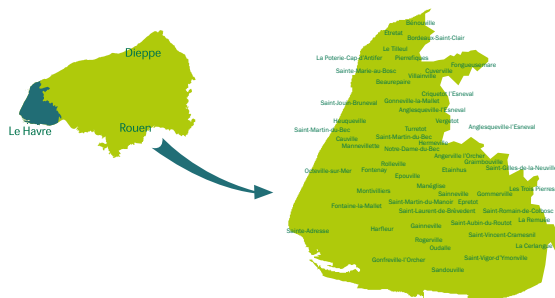 Dieppe
Le Havre
Rouen
Bénouville
Etretat
Bordeaux-Saint-Clair
Le Tilleul
La Poterie-Cap-d'Antifer
Pierrefiques
Fongueusemare
Sainte-Marie-au-Bosc
Cuverville
Villainville
Beaurepaire
Criquetot l'Esneval
Saint-Jouin-Bruneval
Gonneville-la-Mallet
Anglesqueville-l'Esneval
Heuqueville
Vergetot
Saint-Martin-du-Bec
Turretot
Anglesqueville-l'Esneval
Cauville
Saint-Martin-du-Bec
Hermeville
Mannevillette
Notre-Dame-du-Bec
Angerville l'Orcher
Graimbouville
Rolleville
Octeville-sur-Mer
Fontenay
Etainhus
Saint-Gilles-de-la-Neuville
Epouville
Manéglise
Montivilliers
Sainneville
Gommerville
Les Trois Pierres
Fontaine-la-Mallet
Saint-Martin-du-Manoir
Epretot
Saint-Laurent-de-Brèvedent
Saint-Romain-de-Colbosc
La Remuée
Sainte-Adresse
Harfleur
Gainneville
Saint-Aubin-du-Routot
Saint-Vincent-Cramesnil
Rogerville
Oudalle
La Cerlangue
Gonfreville-l'Orcher
Saint-Vigor-d'Ymonville
Sandouville